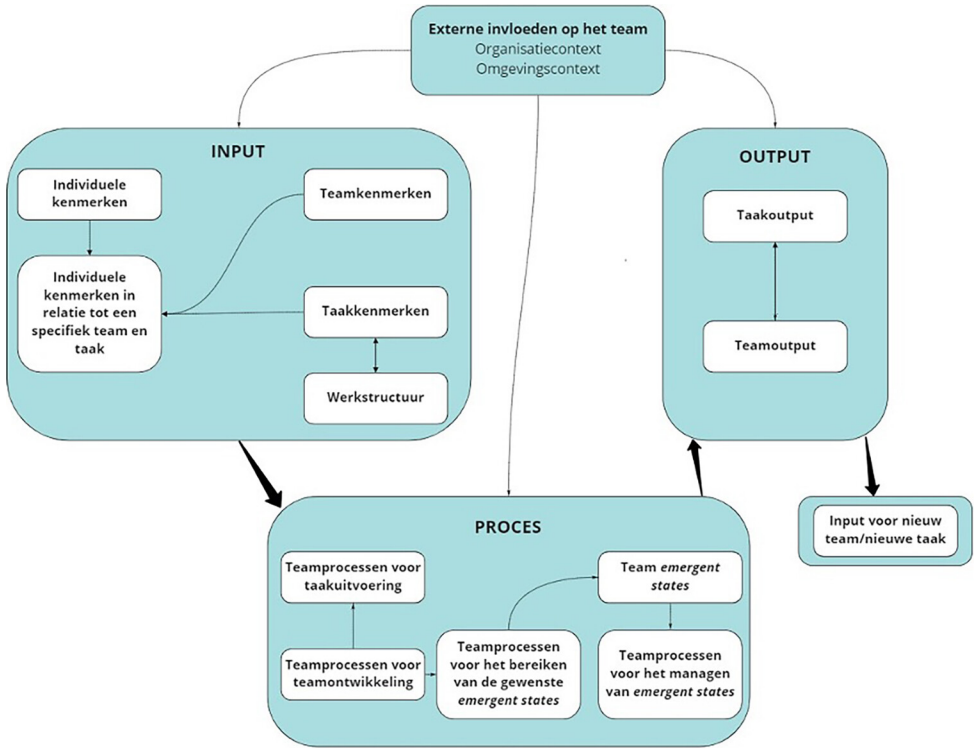 Externe invloeden op het team
Organisatiecontext
Omgevingscontext
INPUT
Individuele
kenmerken
Teamkenmerken
Individuele
kenmerken in
relatie tot een
specifiek team en
taak
Taakkenmerken
Werkstructuur
OUTPUT
Taakoutput
Teamoutput
PROCES
Teamprocessen voor
taakuitvoering
Teamprocessen voor
teamontwikkeling
Teamprocessen
voor het bereiken
van de gewenste
emergent states
Team emergent
states
Teamprocessen
voor het managen
van emergent states
Input voor nieuw
team/nieuwe taak